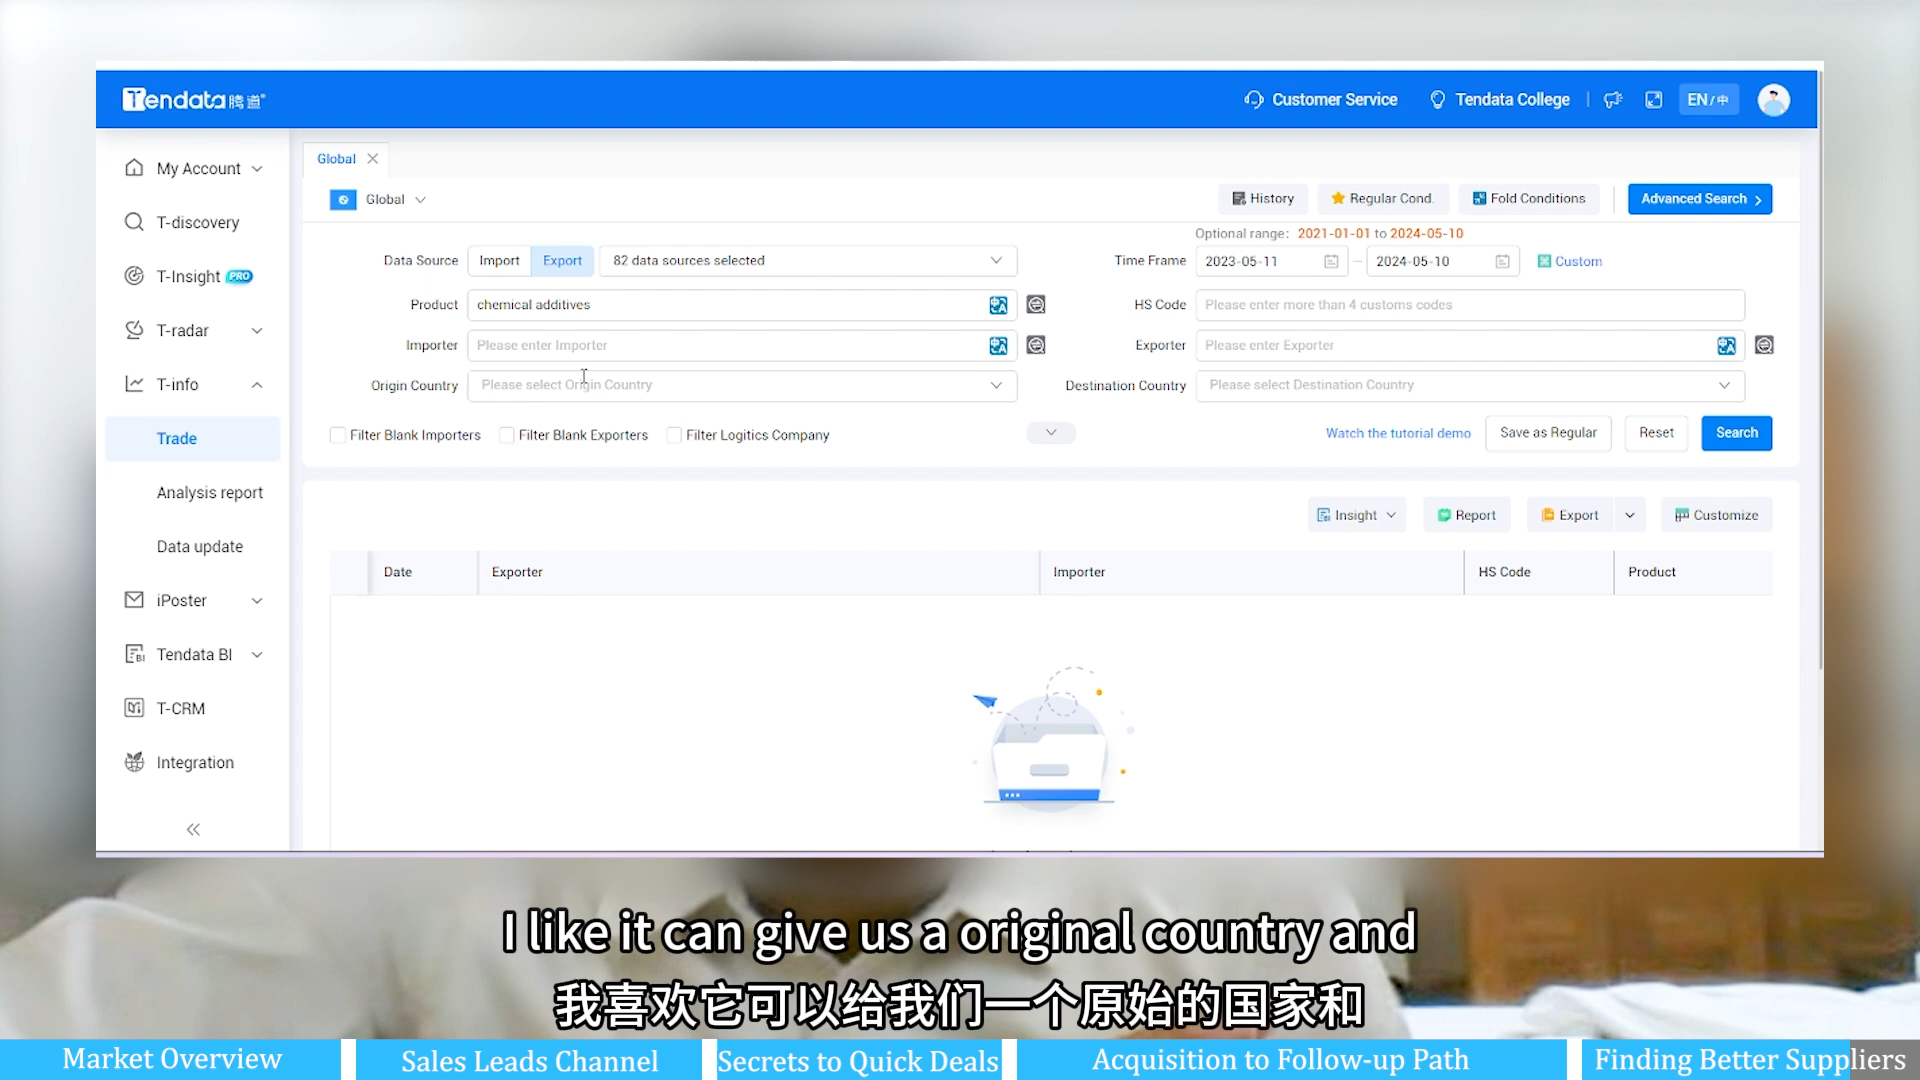 Tendata腾道
Customer Service
Tendata College
EN/中
My Account
T-discovery
T-Insight PRO
T-radar
T-info
Trade
Analysis report
Data update
iPoster
Tendata BI
T-CRM
Integration
Global
Global
History
Regular Cond.
Fold Conditions
Advanced Search
Optional range: 2021-01-01 to 2024-05-10
Data Source Import Export 82 data sources selected
Time Frame 2023-05-11 – 2024-05-10 Custom
Product chemical additives
HS Code Please enter more than 4 customs codes
Importer Please enter Importer
Exporter Please enter Exporter
Origin Country Please select Origin Country
Destination Country Please select Destination Country
Filter Blank Importers Filter Blank Exporters Filter Logitics Company
Watch the tutorial demo Save as Regular Reset Search
Insight Report Export Customize
Date Exporter Importer HS Code Product
I like it can give us a original country and
我喜欢它可以给我们一个原始的国家和
Market Overview
Sales Leads Channel
Secrets to Quick Deals
Acquisition to Follow-up Path
Finding Better Suppliers